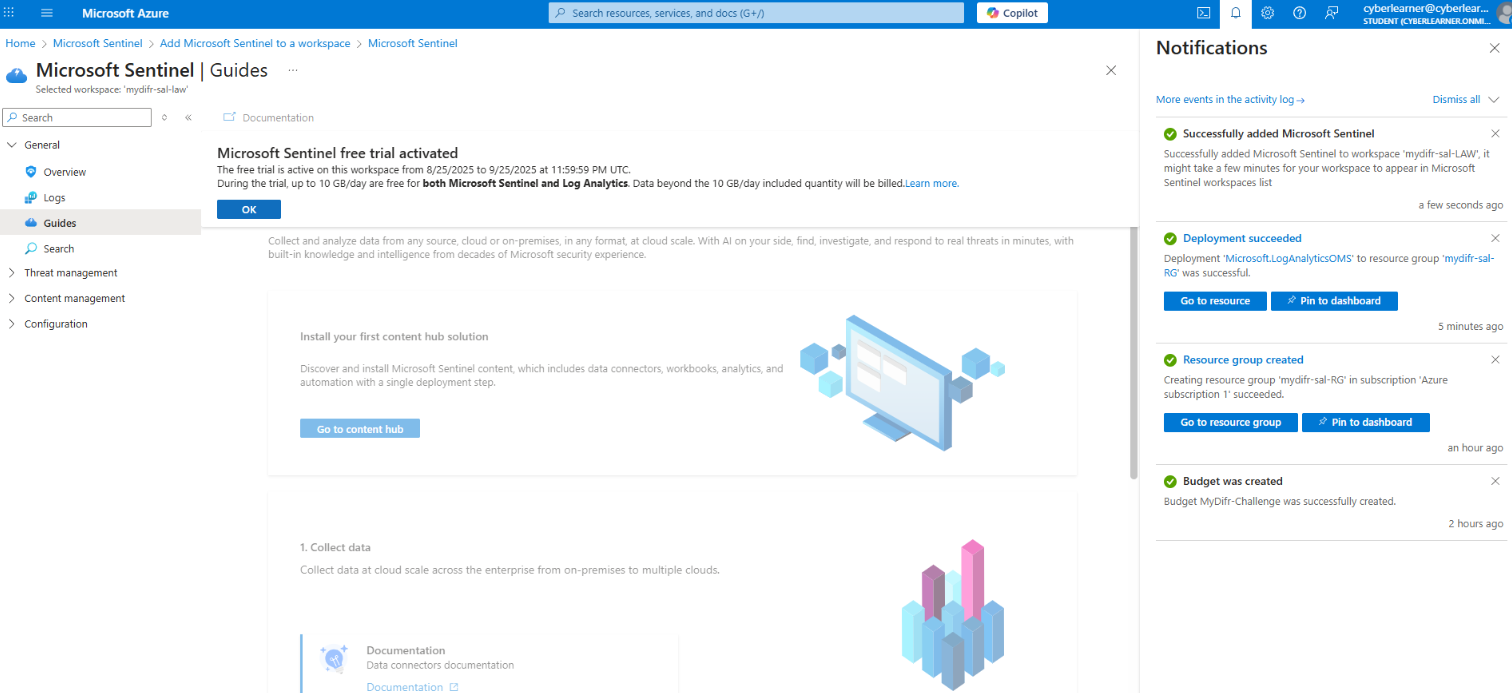 Microsoft Azure
Search resources, services, and docs (G+/)
Copilot
cyberlearner@cyberlear...
STUDENT (CYBERLEARNER.ONMI...
Home > Microsoft Sentinel > Add Microsoft Sentinel to a workspace > Microsoft Sentinel
Microsoft Sentinel | Guides ...
Selected workspace: 'mydifr-sal-law'
Search
«
General
Overview
Logs
Guides
Search
Threat management
Content management
Configuration
Documentation
Microsoft Sentinel free trial activated
The free trial is active on this workspace from 8/25/2025 to 9/25/2025 at 11:59:59 PM UTC.
During the trial, up to 10 GB/day are free for both Microsoft Sentinel and Log Analytics. Data beyond the 10 GB/day included quantity will be billed.Learn more.
OK
Collect and analyze data from any source, cloud or on-premises, in any format, at cloud scale. With AI on your side, find, investigate, and respond to real threats in minutes, with
built-in knowledge and intelligence from decades of Microsoft security experience.
Install your first content hub solution
Discover and install Microsoft Sentinel content, which includes data connectors, workbooks, analytics, and
automation with a single deployment step.
Go to content hub
1. Collect data
Collect data at cloud scale across the enterprise from on-premises to multiple clouds.
Documentation
Data connectors documentation
Documentation
Notifications
More events in the activity log →
Dismiss all
Successfully added Microsoft Sentinel
Successfully added Microsoft Sentinel to workspace 'mydifr-sal-LAW', it
might take a few minutes for your workspace to appear in Microsoft
Sentinel workspaces list
a few seconds ago
Deployment succeeded
Deployment 'Microsoft.LogAnalyticsOMS' to resource group 'mydifr-sal-
RG' was successful.
Go to resource
Pin to dashboard
5 minutes ago
Resource group created
Creating resource group 'mydifr-sal-RG' in subscription 'Azure
subscription 1' succeeded.
Go to resource group
Pin to dashboard
an hour ago
Budget was created
Budget MyDifr-Challenge was successfully created.
2 hours ago